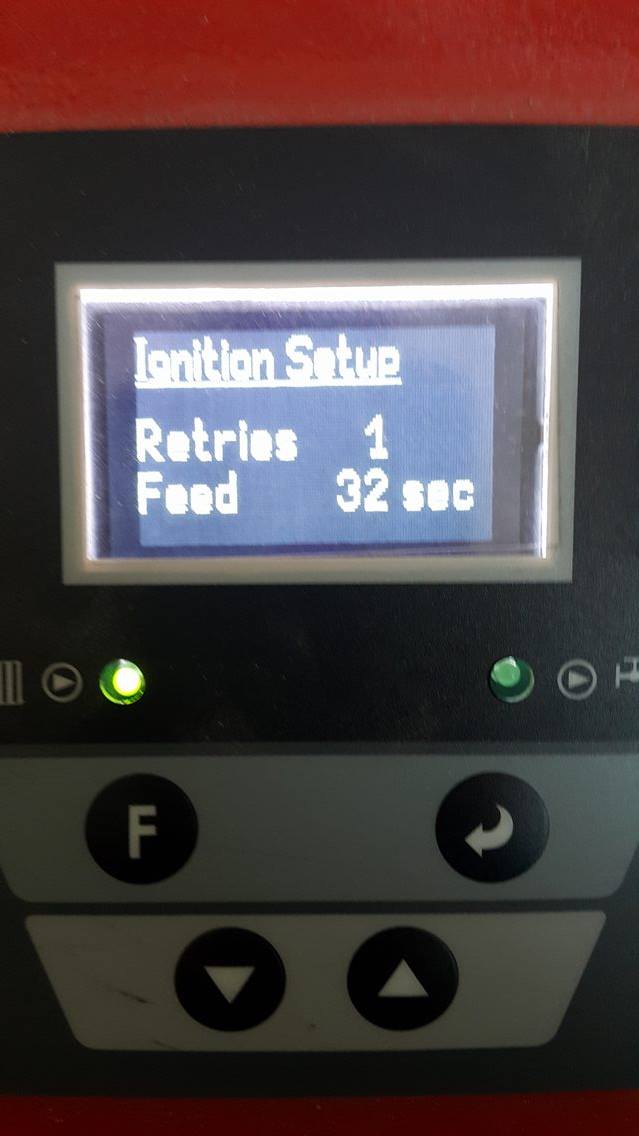 Ignition Setup
Retries 1
Feed 32 sec
F